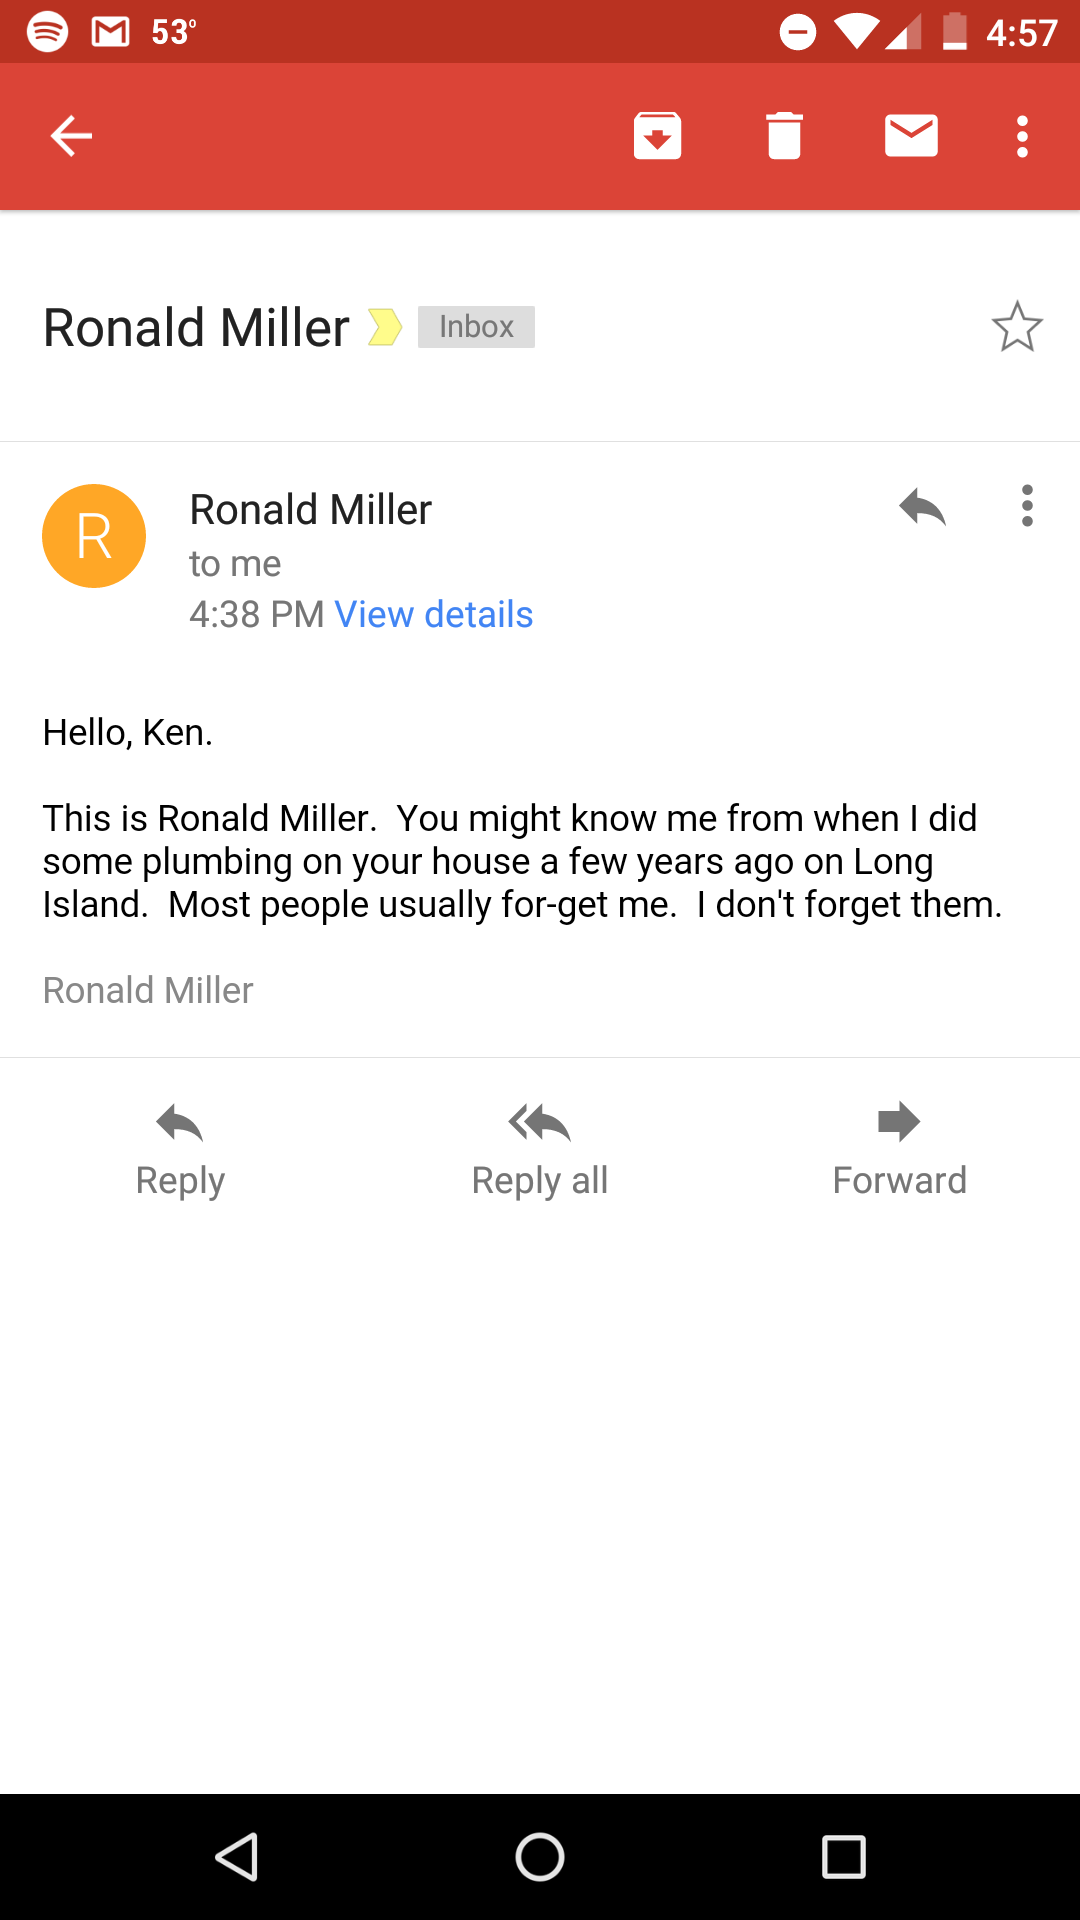 53° 4:57
Ronald Miller Inbox
R
Ronald Miller
to me
4:38 PM View details
Hello, Ken.
This is Ronald Miller.  You might know me from when I did
some plumbing on your house a few years ago on Long
Island.  Most people usually for-get me.  I don't forget them.
Ronald Miller
Reply Reply all Forward